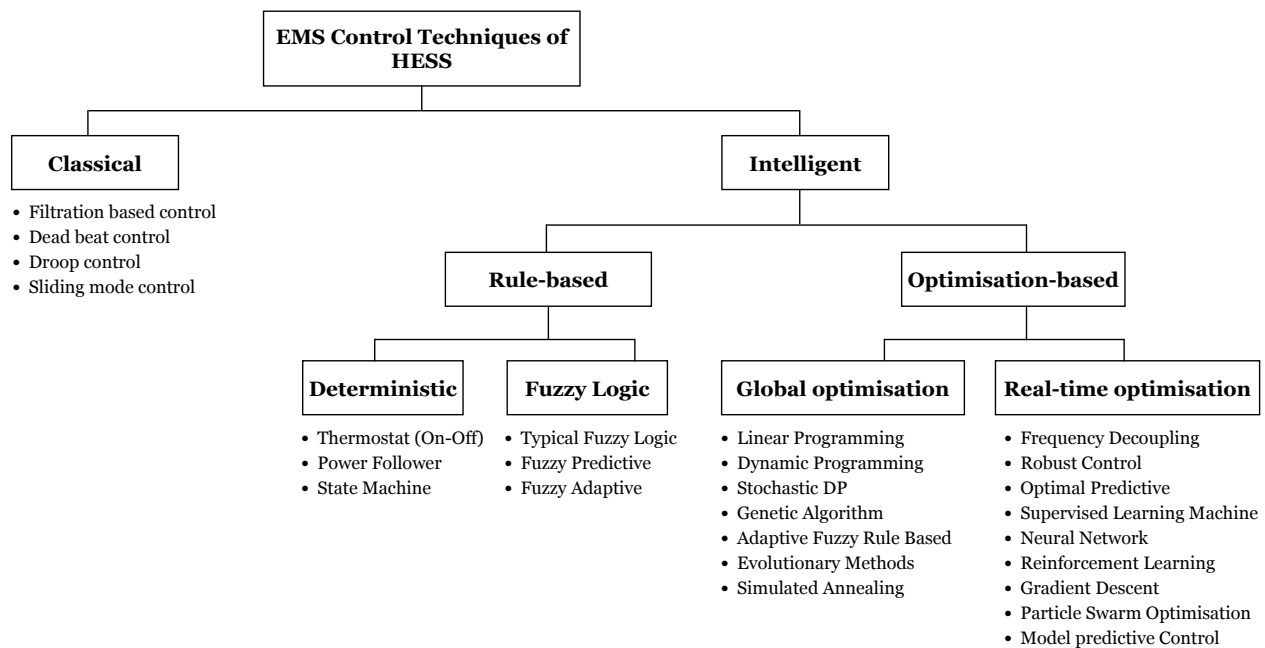 EMS Control Techniques of
HESS
Classical
• Filtration based control
• Dead beat control
• Droop control
• Sliding mode control
Intelligent
Rule-based
Deterministic
• Thermostat (On-Off)
• Power Follower
• State Machine
Fuzzy Logic
• Typical Fuzzy Logic
• Fuzzy Predictive
• Fuzzy Adaptive
Optimisation-based
Global optimisation
• Linear Programming
• Dynamic Programming
• Stochastic DP
• Genetic Algorithm
• Adaptive Fuzzy Rule Based
• Evolutionary Methods
• Simulated Annealing
Real-time optimisation
• Frequency Decoupling
• Robust Control
• Optimal Predictive
• Supervised Learning Machine
• Neural Network
• Reinforcement Learning
• Gradient Descent
• Particle Swarm Optimisation
• Model predictive Control